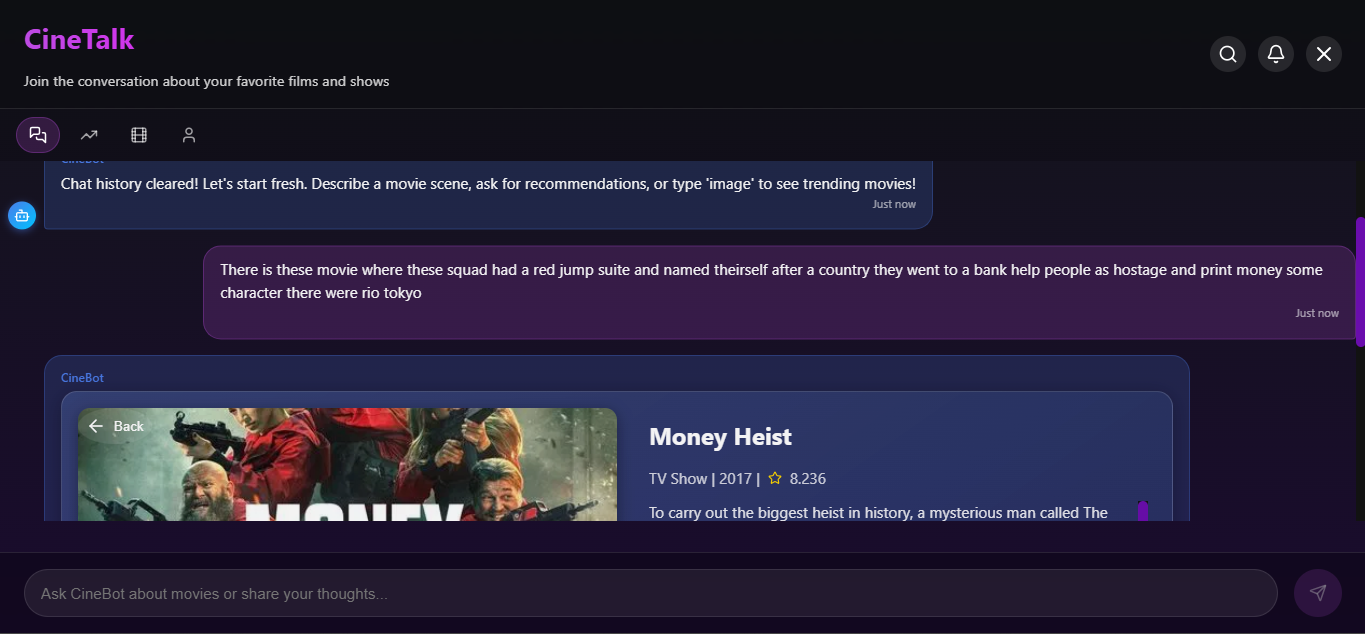 CineTalk
Join the conversation about your favorite films and shows
CineBot
Chat history cleared! Let's start fresh. Describe a movie scene, ask for recommendations, or type 'image' to see trending movies!
Just now
There is these movie where these squad had a red jump suite and named theirself after a country they went to a bank help people as hostage and print money some
character there were rio tokyo
Just now
CineBot
Back
MONEY
Money Heist
TV Show | 2017 | 8.236
To carry out the biggest heist in history, a mysterious man called The
Ask CineBot about movies or share your thoughts...